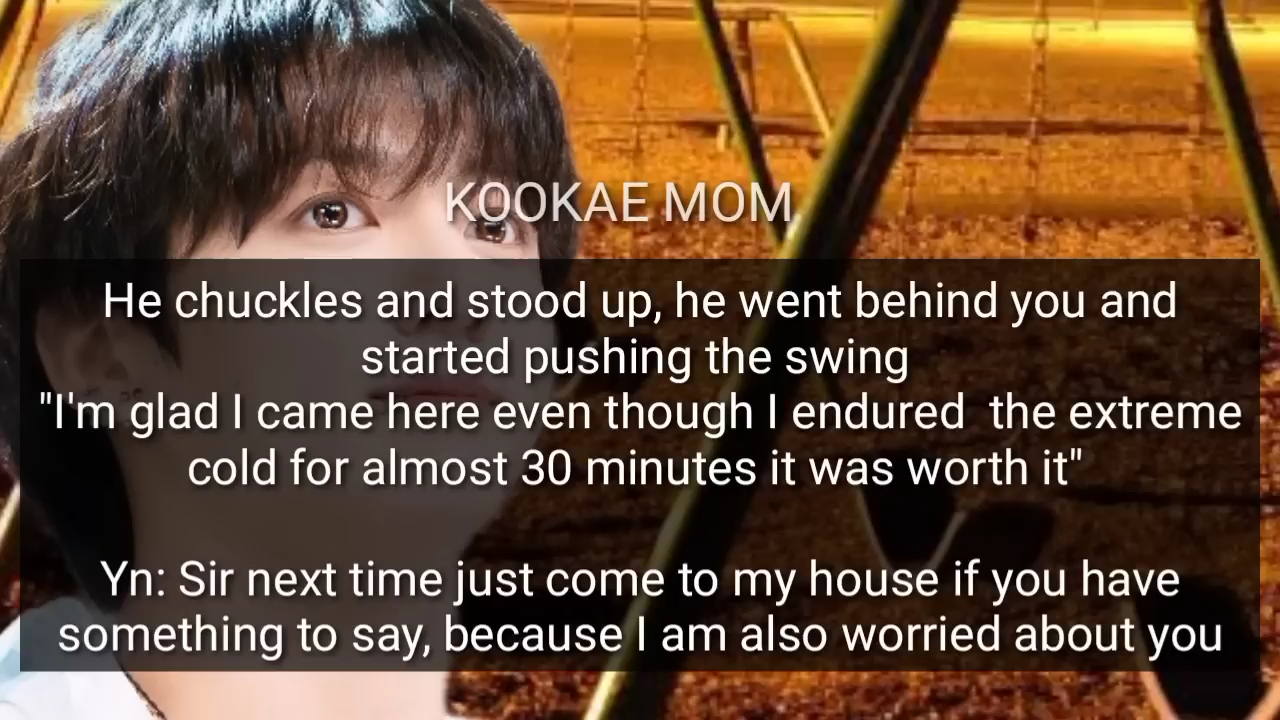 KOOKAE MOM
He chuckles and stood up, he went behind you and
started pushing the swing
"I'm glad I came here even though I endured  the extreme
cold for almost 30 minutes it was worth it"
Yn: Sir next time just come to my house if you have
something to say, because I am also worried about you